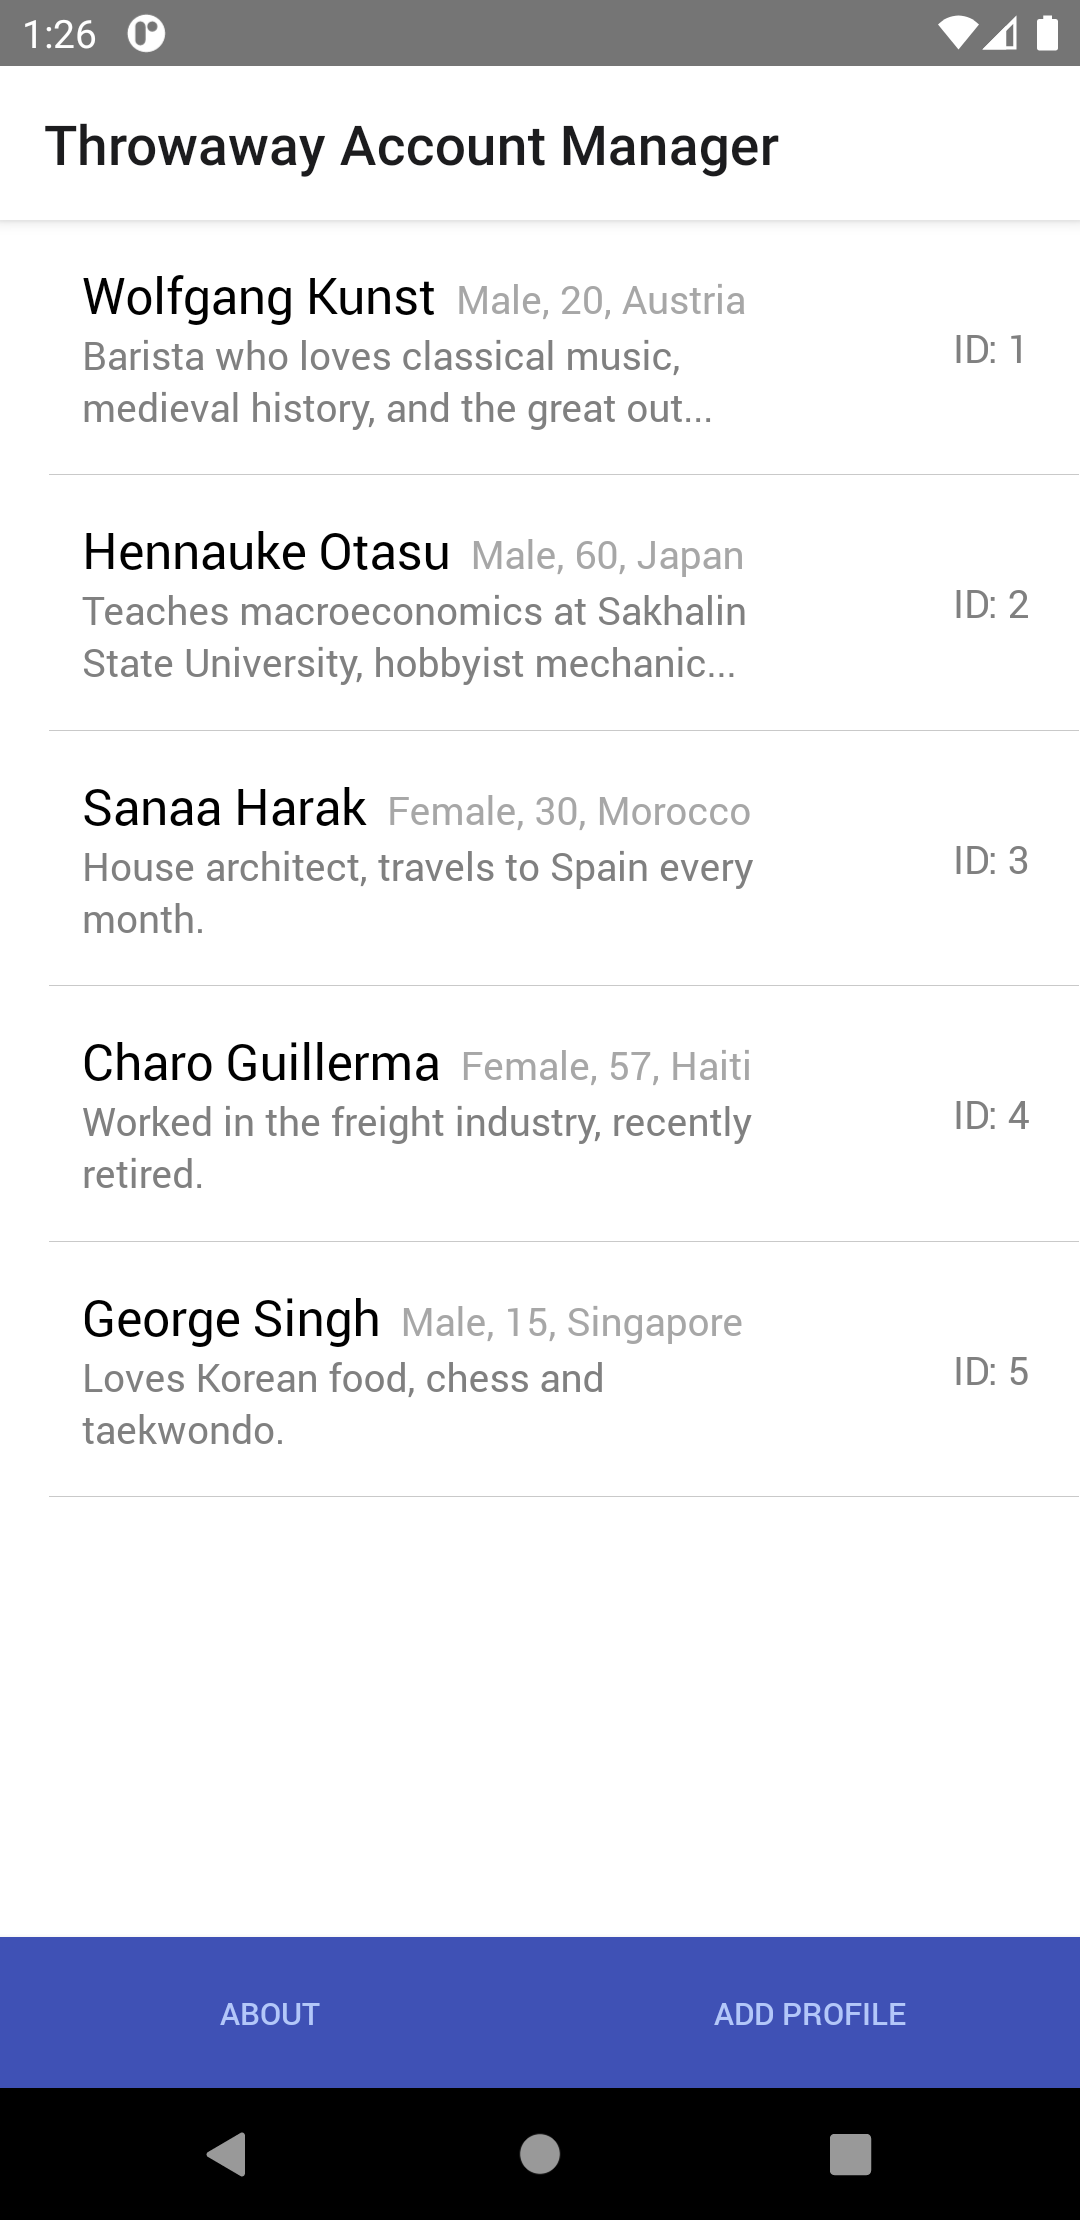 1:26
Throwaway Account Manager
Wolfgang Kunst Male, 20, Austria
Barista who loves classical music,
medieval history, and the great out...
ID: 1
Hennauke Otasu Male, 60, Japan
Teaches macroeconomics at Sakhalin
State University, hobbyist mechanic...
ID: 2
Sanaa Harak Female, 30, Morocco
House architect, travels to Spain every
month.
ID: 3
Charo Guillerma Female, 57, Haiti
Worked in the freight industry, recently
retired.
ID: 4
George Singh Male, 15, Singapore
Loves Korean food, chess and
taekwondo.
ID: 5
ABOUT
ADD PROFILE